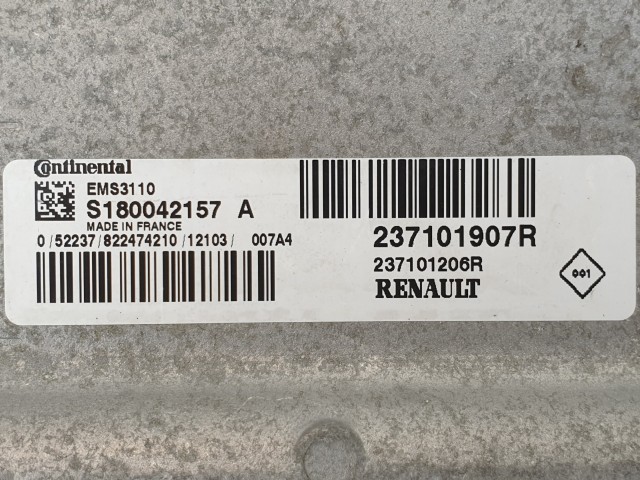 Continental
EMS3110
S180042157 A
MADE IN FRANCE
0/52237/822474210/12103/ 007A4
237101907R
237101206R
RENAULT
001